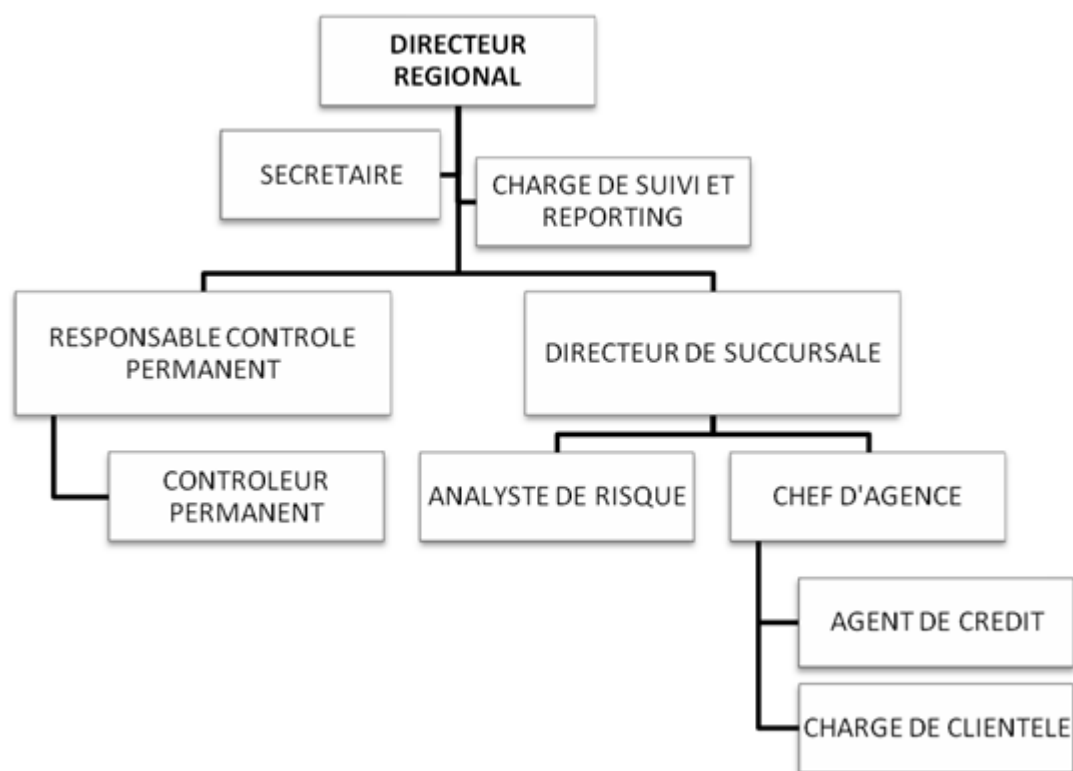 DIRECTEUR
REGIONAL
SECRETAIRE
CHARGE DE SUIVI ET
REPORTING
RESPONSABLE CONTROLE
PERMANENT
DIRECTEUR DE SUCCURSALE
CONTROLEUR
PERMANENT
ANALYSTE DE RISQUE
CHEF D'AGENCE
AGENT DE CREDIT
CHARGE DE CLIENTELE